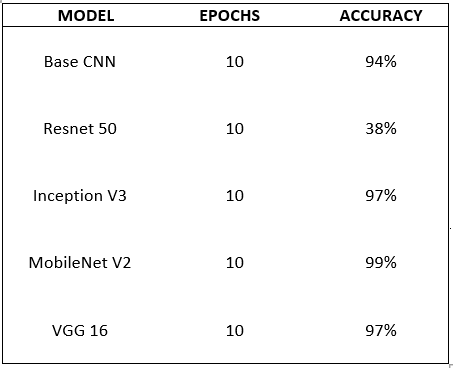 MODEL EPOCHS ACCURACY
Base CNN 10 94%
Resnet 50 10 38%
Inception V3 10 97%
MobileNet V2 10 99%
VGG 16 10 97%